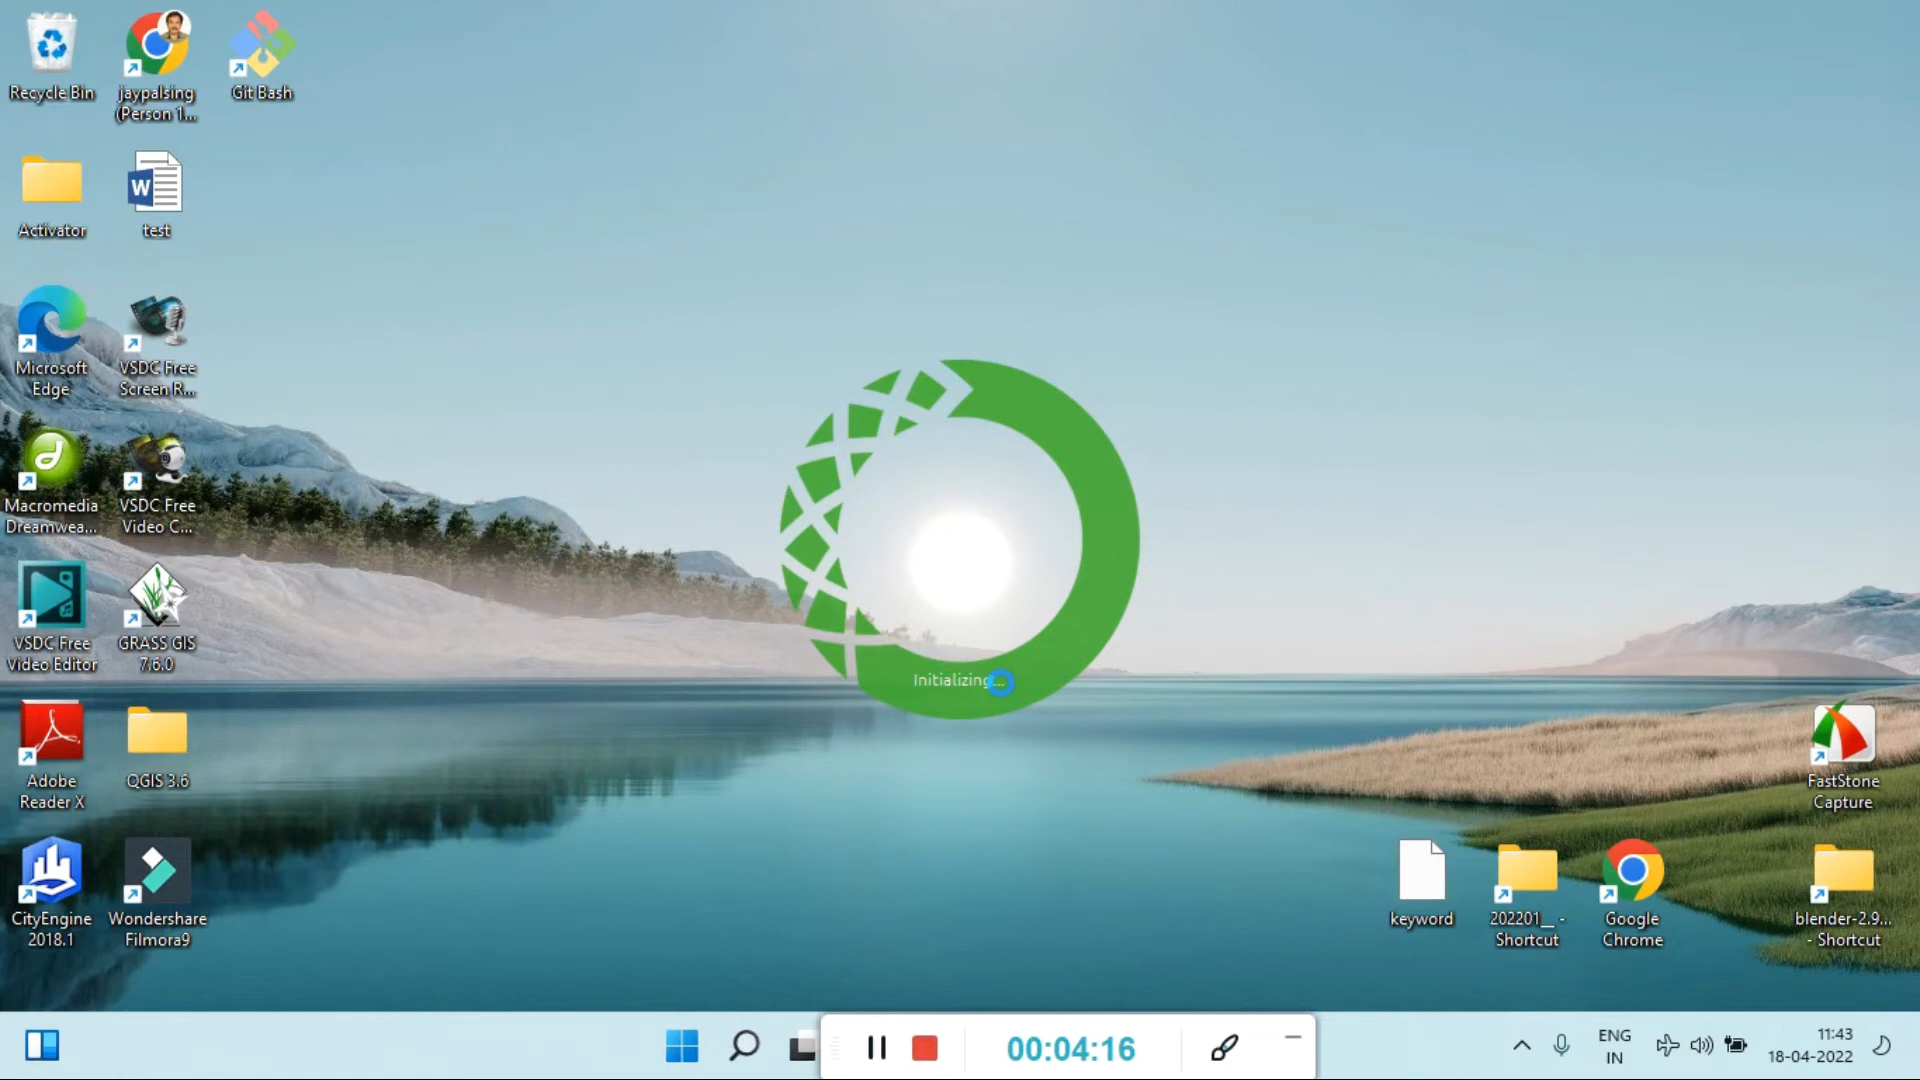 Recycle Bin
jaypalsing
(Person 1...
Git Bash
Activator
W
test
Microsoft
Edge
VSDC Free
Screen R...
Macromedia
Dreamwea...
VSDC Free
Video C...
VSDC Free
Video Editor
GRASS GIS
7.6.0
Adobe
Reader X
QGIS 3.6
CityEngine
2018.1
Wondershare
Filmora9
Initializing...
FastStone
Capture
keyword
202201__ -
Shortcut
Google
Chrome
blender-2.9...
- Shortcut
00:04:16
ENG
IN
11:43
18-04-2022